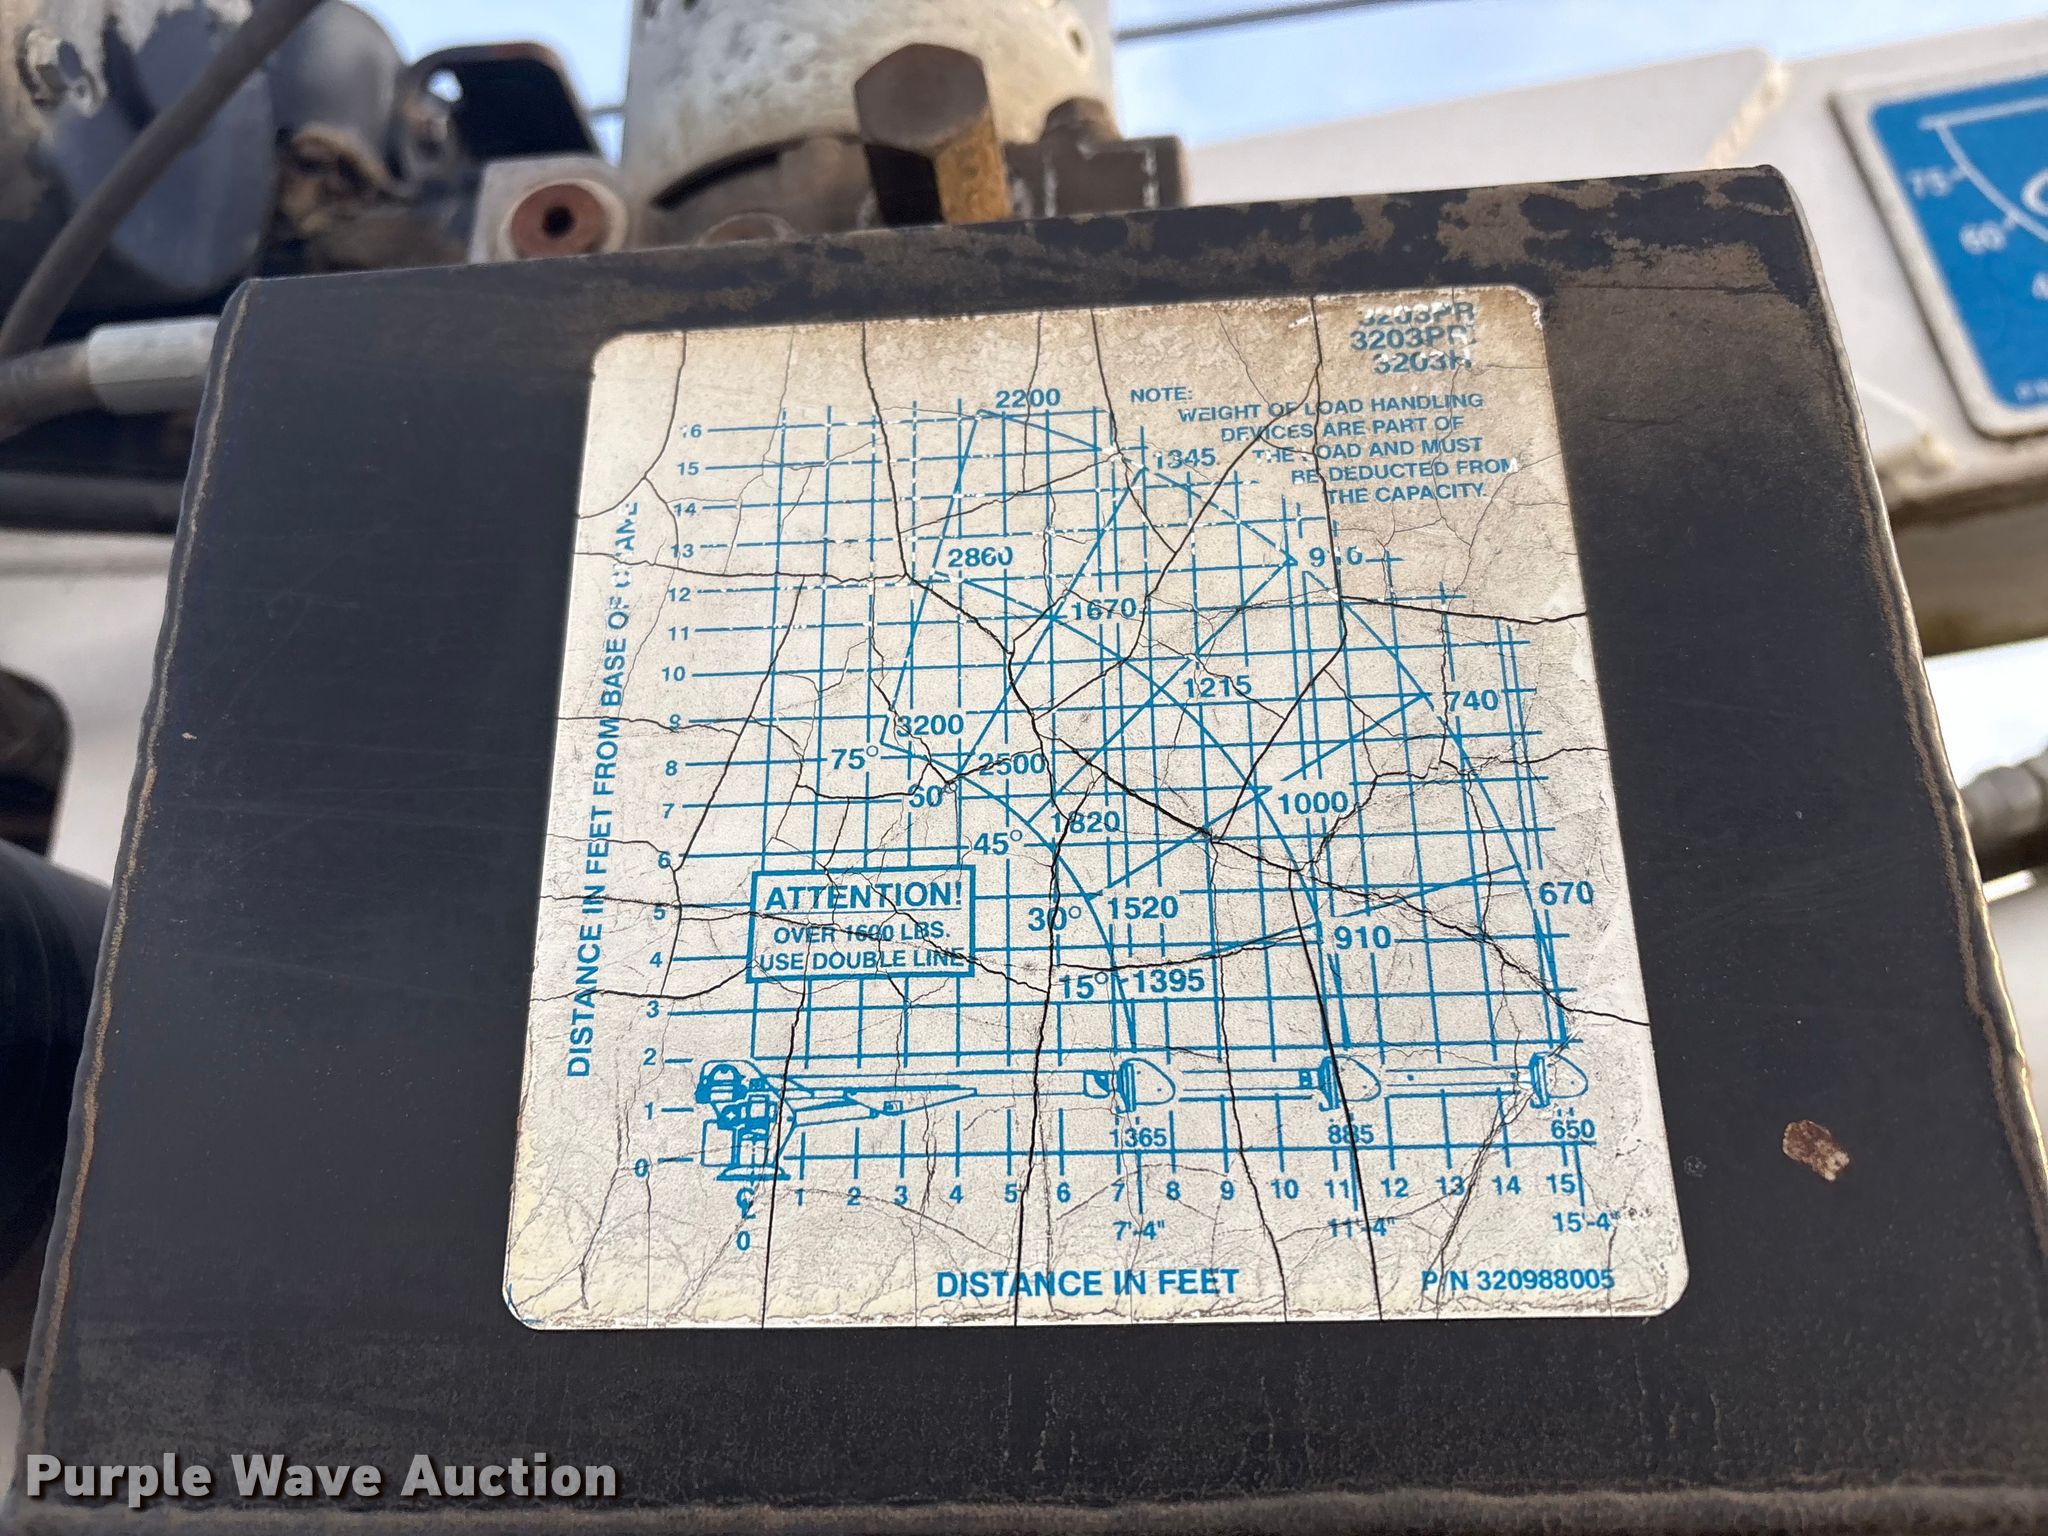 3203PR
3203PR
3203H
NOTE:
WEIGHT OF LOAD HANDLING
DEVICES ARE PART OF
THE LOAD AND MUST
BE DEDUCTED FROM
THE CAPACITY.
DISTANCE IN FEET FROM BASE OF CRANE
16
15
14
13
12
11
10
9
8
7
6
5
4
3
2
1
0
2200
1345
2860
910
1670
1215
740
3200
75°
2500
60°
1000
1820
45°
670
1520
30°
910
1395
15°
ATTENTION!
OVER 1600 LBS.
USE DOUBLE LINE
1365
885
650
1 2 3 4 5 6 7 8 9 10 11 12 13 14 15
7'-4" 11'-4" 15'-4"
0
DISTANCE IN FEET
P/N 320988005
75
60
Purple Wave Auction